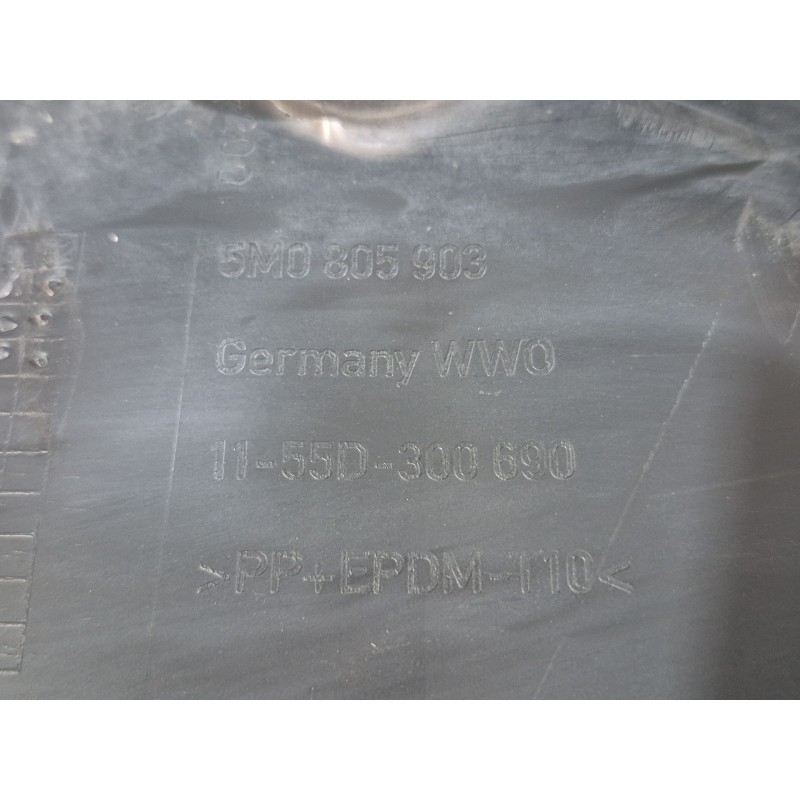 5M0 805 903
Germany WWO
11-55D-300 690
>PP+EPDM-T10<